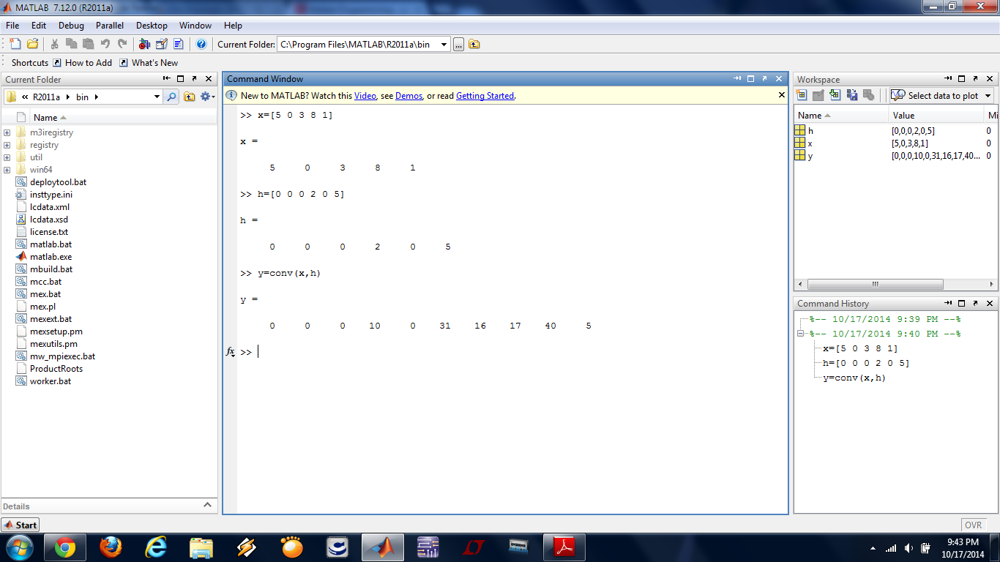 MATLAB 7.12.0 (R2011a)
File Edit Debug Parallel Desktop Window Help
Current Folder: C:\Program Files\MATLAB\R2011a\bin ...
Shortcuts How to Add What's New
Current Folder
« R2011a bin
Name
m3iregistry
registry
util
win64
deploytool.bat
insttype.ini
lcdata.xml
lcdata.xsd
license.txt
matlab.bat
matlab.exe
mbuild.bat
mcc.bat
mex.bat
mex.pl
mexext.bat
mexsetup.pm
mexutils.pm
mw_mpiexec.bat
ProductRoots
worker.bat
Details
Command Window
New to MATLAB? Watch this Video, see Demos, or read Getting Started.
>> x=[5 0 3 8 1]
x =
5 0 3 8 1
>> h=[0 0 0 2 0 5]
h =
0 0 0 2 0 5
>> y=conv(x,h)
y =
0 0 0 10 0 31 16 17 40 5
fx >>
Workspace
Select data to plot
Name Value Mi
h [0,0,0,2,0,5] 0
x [5,0,3,8,1] 0
y [0,0,0,10,0,31,16,17,40... 0
Command History
%-- 10/17/2014 9:39 PM --%
%-- 10/17/2014 9:40 PM --%
x=[5 0 3 8 1]
h=[0 0 0 2 0 5]
y=conv(x,h)
Start
OVR
9:43 PM
10/17/2014